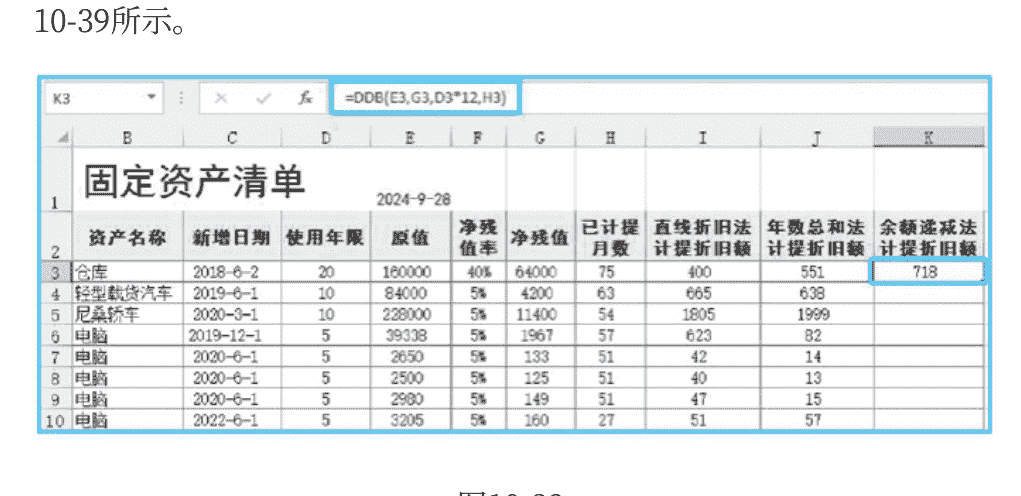 10-39所示。
K3 =DDB(E3,G3,D3*12,H3)
B C D E F G H I J K
1 固定资产清单 2024-9-28
2 资产名称 新增日期 使用年限 原值 净残值率 净残值 已计提月数 直线折旧法计提折旧额 年数总和法计提折旧额 余额递减法计提折旧额
3 仓库 2018-6-2 20 160000 40% 64000 75 400 551 718
4 轻型载货汽车 2019-6-1 10 84000 5% 4200 63 665 638
5 尼桑轿车 2020-3-1 10 228000 5% 11400 54 1805 1999
6 电脑 2019-12-1 5 39338 5% 1967 57 623 82
7 电脑 2020-6-1 5 2650 5% 133 51 42 14
8 电脑 2020-6-1 5 2500 5% 125 51 40 13
9 电脑 2020-6-1 5 2980 5% 149 51 47 15
10 电脑 2022-6-1 5 3205 5% 160 27 51 57